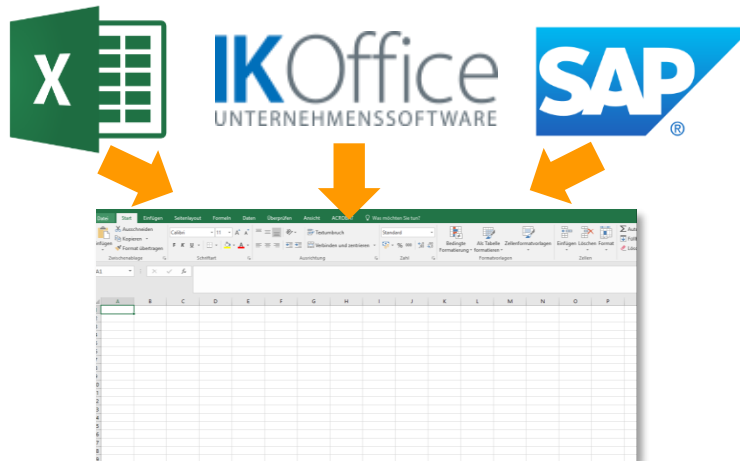 X
IKOffice
UNTERNEHMENSSOFTWARE
SAP
®
Datei Start Einfügen Seitenlayout Formeln Daten Überprüfen Ansicht Was möchten Sie tun?
Ausschneiden
Kopieren
Format übertragen
Zwischenablage
Calibri 11
F K U
Schriftart
Textumbruch
Verbinden und zentrieren
Ausrichtung
Standard
% 000
Zahl
Bedingte Formatierung
Als Tabelle formatieren
Zellenformatvorlagen
Formatvorlagen
Einfügen Löschen Format
Zellen
A B C D E F G H I J K L M N O P